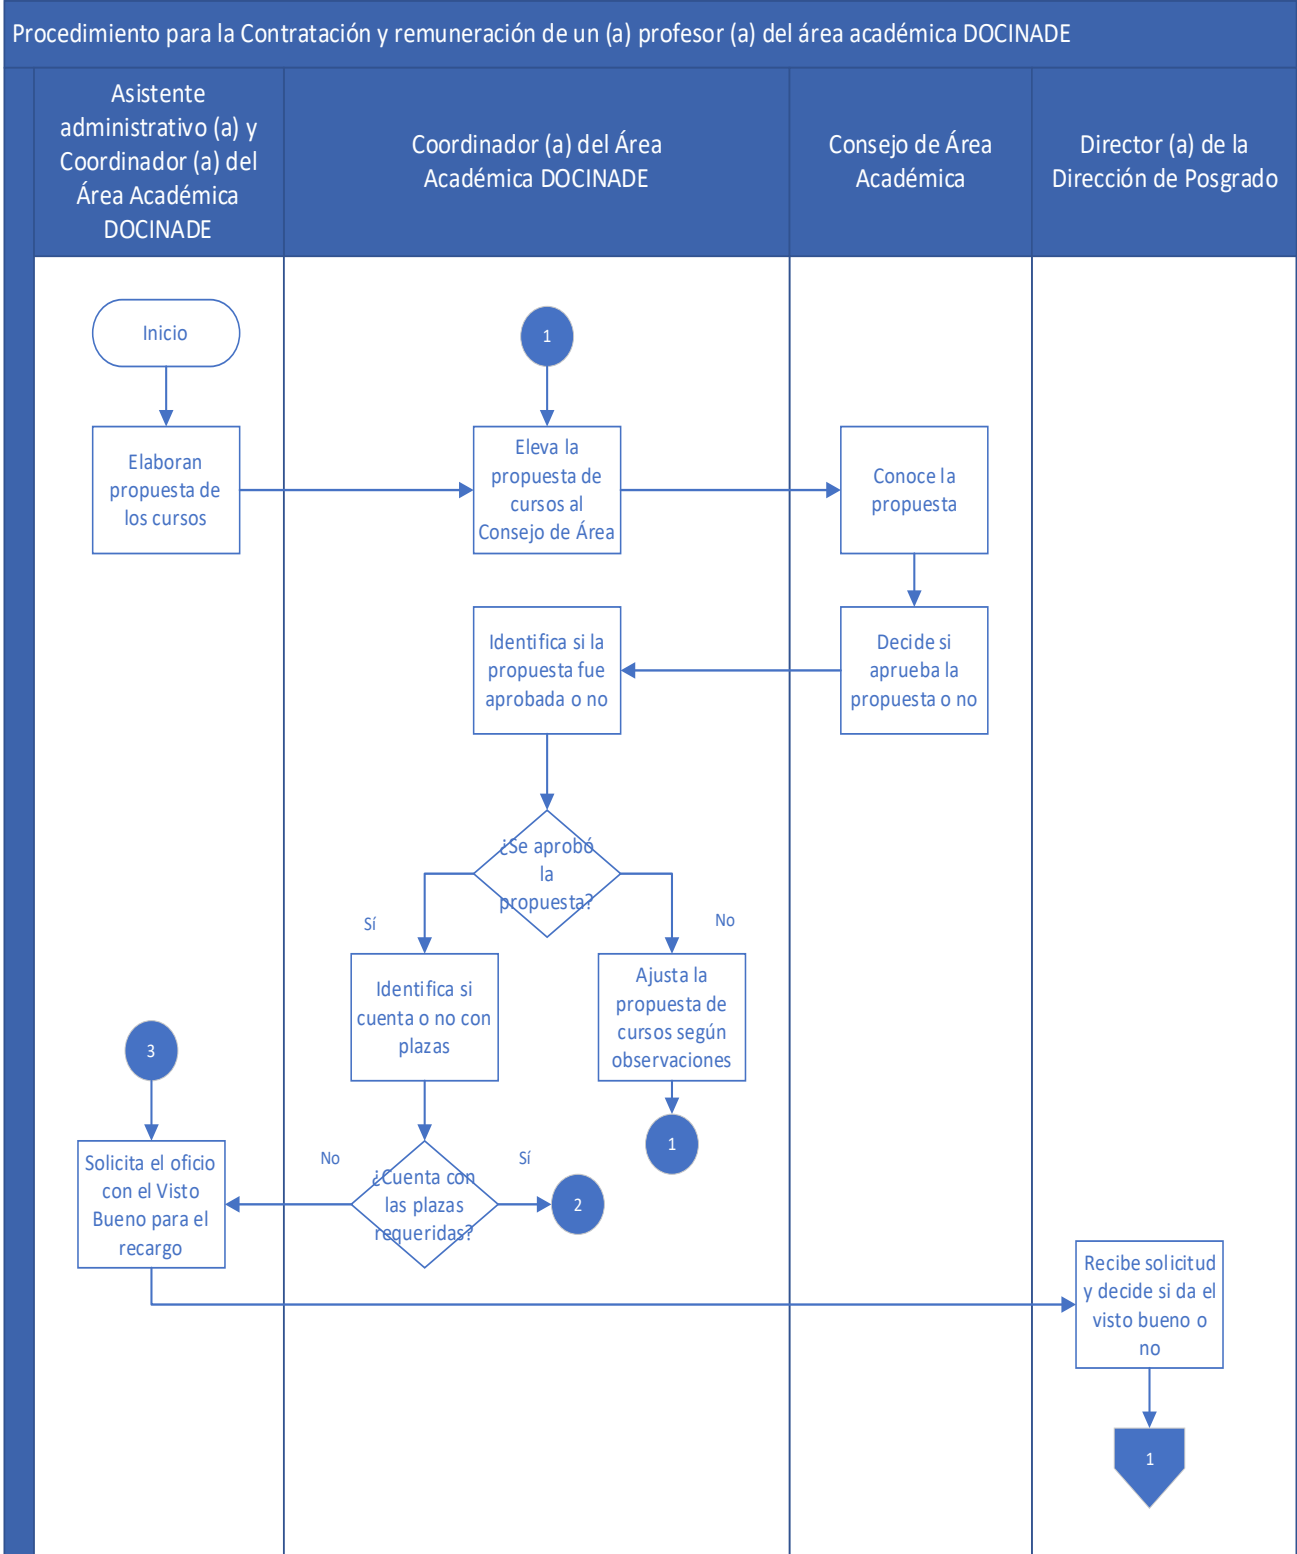 Procedimiento para la Contratación y remuneración de un (a) profesor (a) del área académica DOCINADE
Asistente
administrativo (a) y
Coordinador (a) del
Área Académica
DOCINADE
Coordinador (a) del Área
Académica DOCINADE
Consejo de Área
Académica
Director (a) de la
Dirección de Posgrado
Inicio
1
Elaboran
propuesta de
los cursos
Eleva la
propuesta de
cursos al
Consejo de Área
Conoce la
propuesta
Identifica si la
propuesta fue
aprobada o no
Decide si
aprueba la
propuesta o no
¿Se aprobó
la
propuesta?
Sí
No
Identifica si
cuenta o no con
plazas
Ajusta la
propuesta de
cursos según
observaciones
3
1
Solicita el oficio
con el Visto
Bueno para el
recargo
No
¿Cuenta con
las plazas
requeridas?
Sí
2
Recibe solicitud
y decide si da el
visto bueno o
no
1